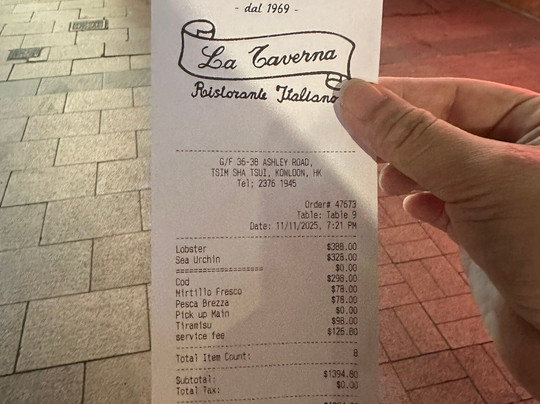 - dal 1969 -
La Taverna
Ristorante Italiano
G/F 36-38 ASHLEY ROAD,
TSIM SHA TSUI, KOWLOON, HK
Tel; 2376 1945
Order# 47673
Table: Table 9
Date: 11/11/2025, 7:21 PM
Lobster $388.00
Sea Urchin $328.00
==================== $0.00
Cod $298.00
Mirtillo Fresco $78.00
Pesca Brezza $78.00
Pick up Main $0.00
Tiramisu $98.00
service fee $126.80
Total Item Count: 8
Subtotal: $1394.80
Total Tax: $0.00